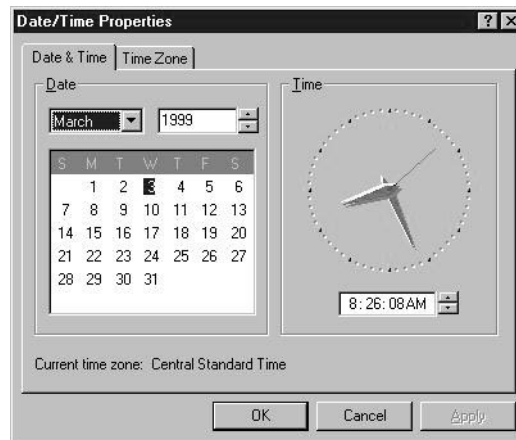 Date/Time Properties ? X
Date & Time Time Zone
Date
March 1999
S M T W T F S
1 2 3 4 5 6
7 8 9 10 11 12 13
14 15 16 17 18 19 20
21 22 23 24 25 26 27
28 29 30 31
Time
8:26:08AM
Current time zone: Central Standard Time
OK Cancel Apply